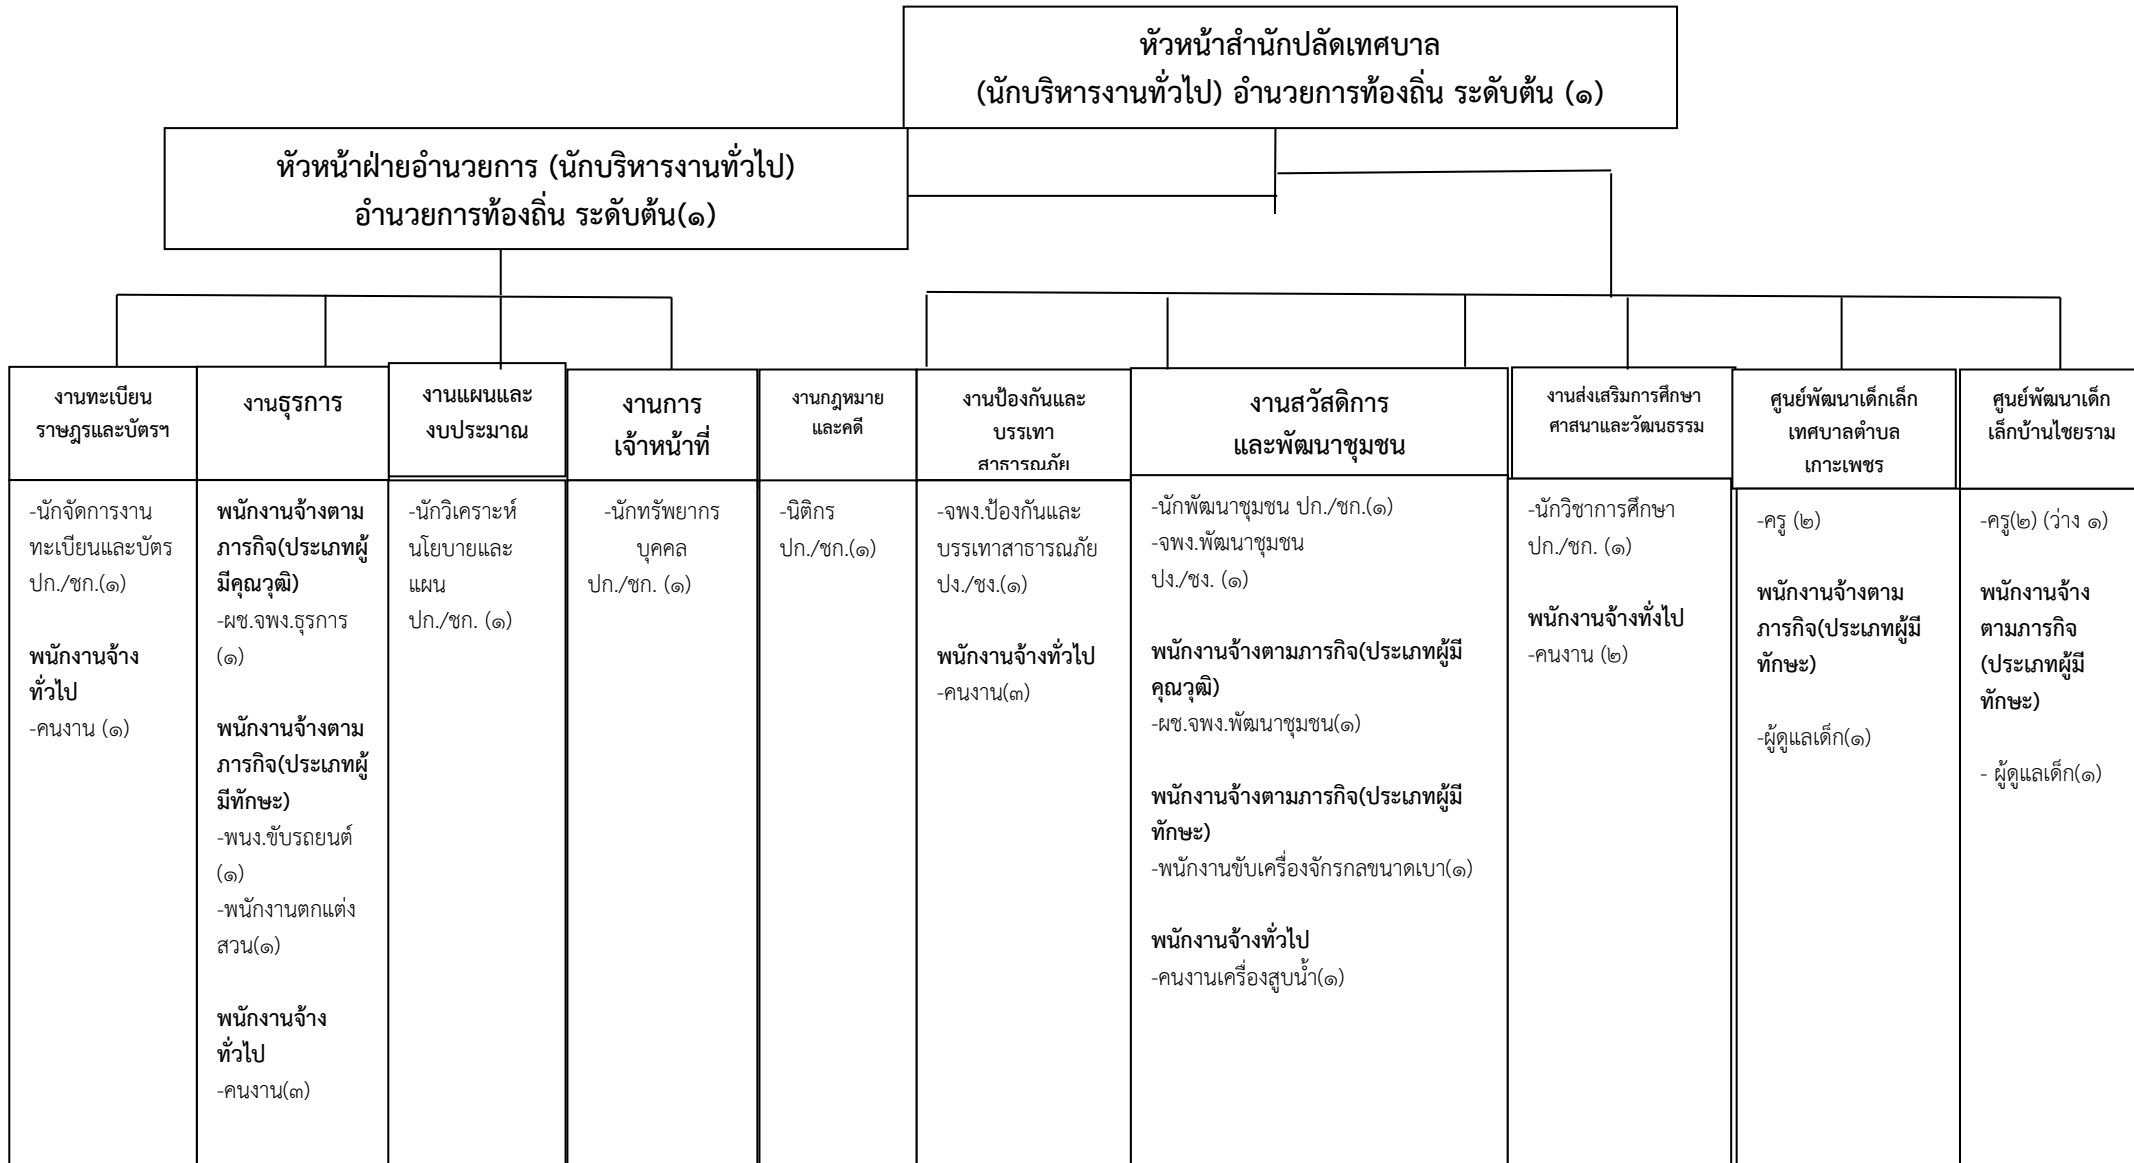 หัวหน้าสำนักปลัดเทศบาล
(นักบริหารงานทั่วไป) อำนวยการท้องถิ่น ระดับต้น (๑)
หัวหน้าฝ่ายอำนวยการ (นักบริหารงานทั่วไป)
อำนวยการท้องถิ่น ระดับต้น(๑)
งานทะเบียน
ราษฎรและบัตรฯ
-นักจัดการงาน
ทะเบียนและบัตร
ปก./ชก.(๑)
พนักงานจ้าง
ทั่วไป
-คนงาน (๑)
งานธุรการ
พนักงานจ้างตาม
ภารกิจ(ประเภทผู้
มีคุณวุฒิ)
-ผช.จพง.ธุรการ
(๑)
พนักงานจ้างตาม
ภารกิจ(ประเภทผู้
มีทักษะ)
-พนง.ขับรถยนต์
(๑)
-พนักงานตกแต่ง
สวน(๑)
พนักงานจ้าง
ทั่วไป
-คนงาน(๓)
งานแผนและ
งบประมาณ
-นักวิเคราะห์
นโยบายและ
แผน
ปก./ชก. (๑)
งานการ
เจ้าหน้าที่
-นักทรัพยากร
บุคคล
ปก./ชก. (๑)
งานกฎหมาย
และคดี
-นิติกร
ปก./ชก.(๑)
งานป้องกันและ
บรรเทา
สาธารณภัย
-จพง.ป้องกันและ
บรรเทาสาธารณภัย
ปง./ชง.(๑)
พนักงานจ้างทั่วไป
-คนงาน(๓)
งานสวัสดิการ
และพัฒนาชุมชน
-นักพัฒนาชุมชน ปก./ชก.(๑)
-จพง.พัฒนาชุมชน
ปง./ชง. (๑)
พนักงานจ้างตามภารกิจ(ประเภทผู้มี
คุณวุฒิ)
-ผช.จพง.พัฒนาชุมชน(๑)
พนักงานจ้างตามภารกิจ(ประเภทผู้มี
ทักษะ)
-พนักงานขับเครื่องจักรกลขนาดเบา(๑)
พนักงานจ้างทั่วไป
-คนงานเครื่องสูบน้ำ(๑)
งานส่งเสริมการศึกษา
ศาสนาและวัฒนธรรม
-นักวิชาการศึกษา
ปก./ชก. (๑)
พนักงานจ้างทั่งไป
-คนงาน (๒)
ศูนย์พัฒนาเด็กเล็ก
เทศบาลตำบล
เกาะเพชร
-ครู (๒)
พนักงานจ้างตาม
ภารกิจ(ประเภทผู้มี
ทักษะ)
-ผู้ดูแลเด็ก(๑)
ศูนย์พัฒนาเด็ก
เล็กบ้านไชยราม
-ครู(๒) (ว่าง ๑)
พนักงานจ้าง
ตามภารกิจ
(ประเภทผู้มี
ทักษะ)
- ผู้ดูแลเด็ก(๑)